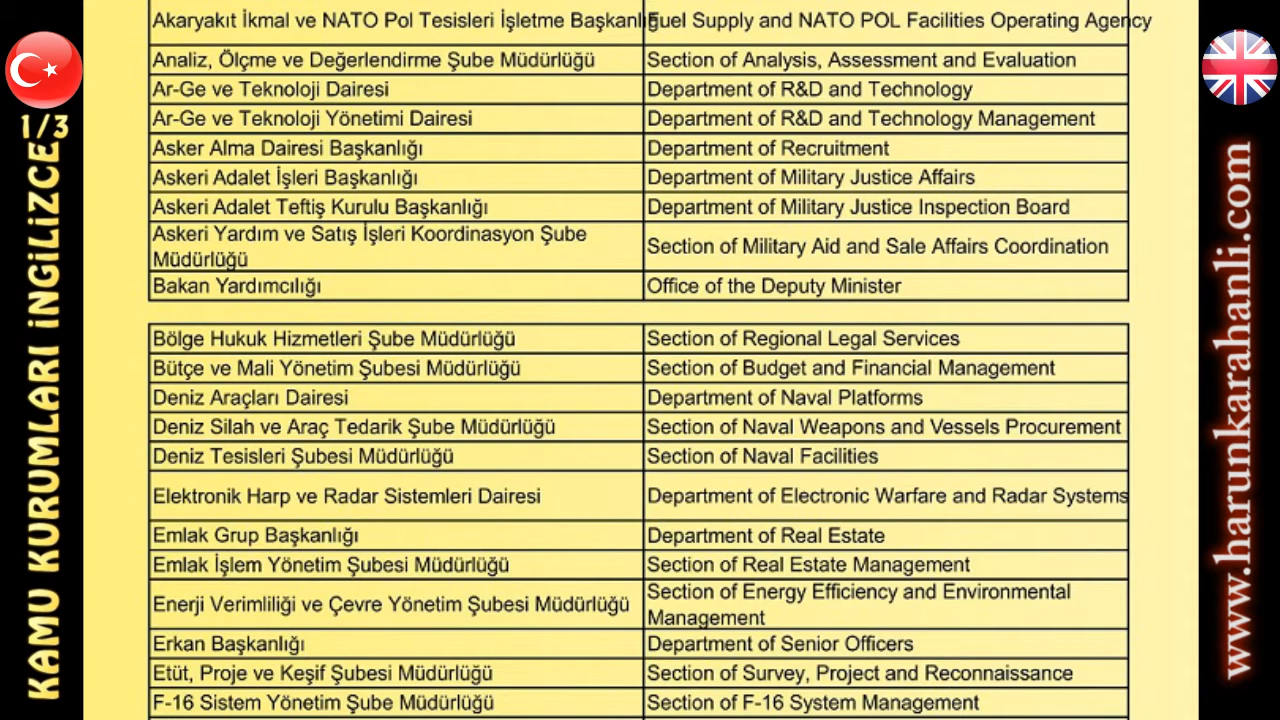 KAMU KURUMLARI İNGİLİZCE 1/3
Akaryakıt İkmal ve NATO Pol Tesisleri İşletme Başkanlığı Fuel Supply and NATO POL Facilities Operating Agency
Analiz, Ölçme ve Değerlendirme Şube Müdürlüğü Section of Analysis, Assessment and Evaluation
Ar-Ge ve Teknoloji Dairesi Department of R&D and Technology
Ar-Ge ve Teknoloji Yönetimi Dairesi Department of R&D and Technology Management
Asker Alma Dairesi Başkanlığı Department of Recruitment
Askeri Adalet İşleri Başkanlığı Department of Military Justice Affairs
Askeri Adalet Teftiş Kurulu Başkanlığı Department of Military Justice Inspection Board
Askeri Yardım ve Satış İşleri Koordinasyon Şube
Müdürlüğü
Section of Military Aid and Sale Affairs Coordination
Bakan Yardımcılığı Office of the Deputy Minister
Bölge Hukuk Hizmetleri Şube Müdürlüğü Section of Regional Legal Services
Bütçe ve Mali Yönetim Şubesi Müdürlüğü Section of Budget and Financial Management
Deniz Araçları Dairesi Department of Naval Platforms
Deniz Silah ve Araç Tedarik Şube Müdürlüğü Section of Naval Weapons and Vessels Procurement
Deniz Tesisleri Şubesi Müdürlüğü Section of Naval Facilities
Elektronik Harp ve Radar Sistemleri Dairesi Department of Electronic Warfare and Radar Systems
Emlak Grup Başkanlığı Department of Real Estate
Emlak İşlem Yönetim Şubesi Müdürlüğü Section of Real Estate Management
Enerji Verimliliği ve Çevre Yönetim Şubesi Müdürlüğü
Section of Energy Efficiency and Environmental
Management
Erkan Başkanlığı Department of Senior Officers
Etüt, Proje ve Keşif Şubesi Müdürlüğü Section of Survey, Project and Reconnaissance
F-16 Sistem Yönetim Şube Müdürlüğü Section of F-16 System Management
www.harunkarahanli.com